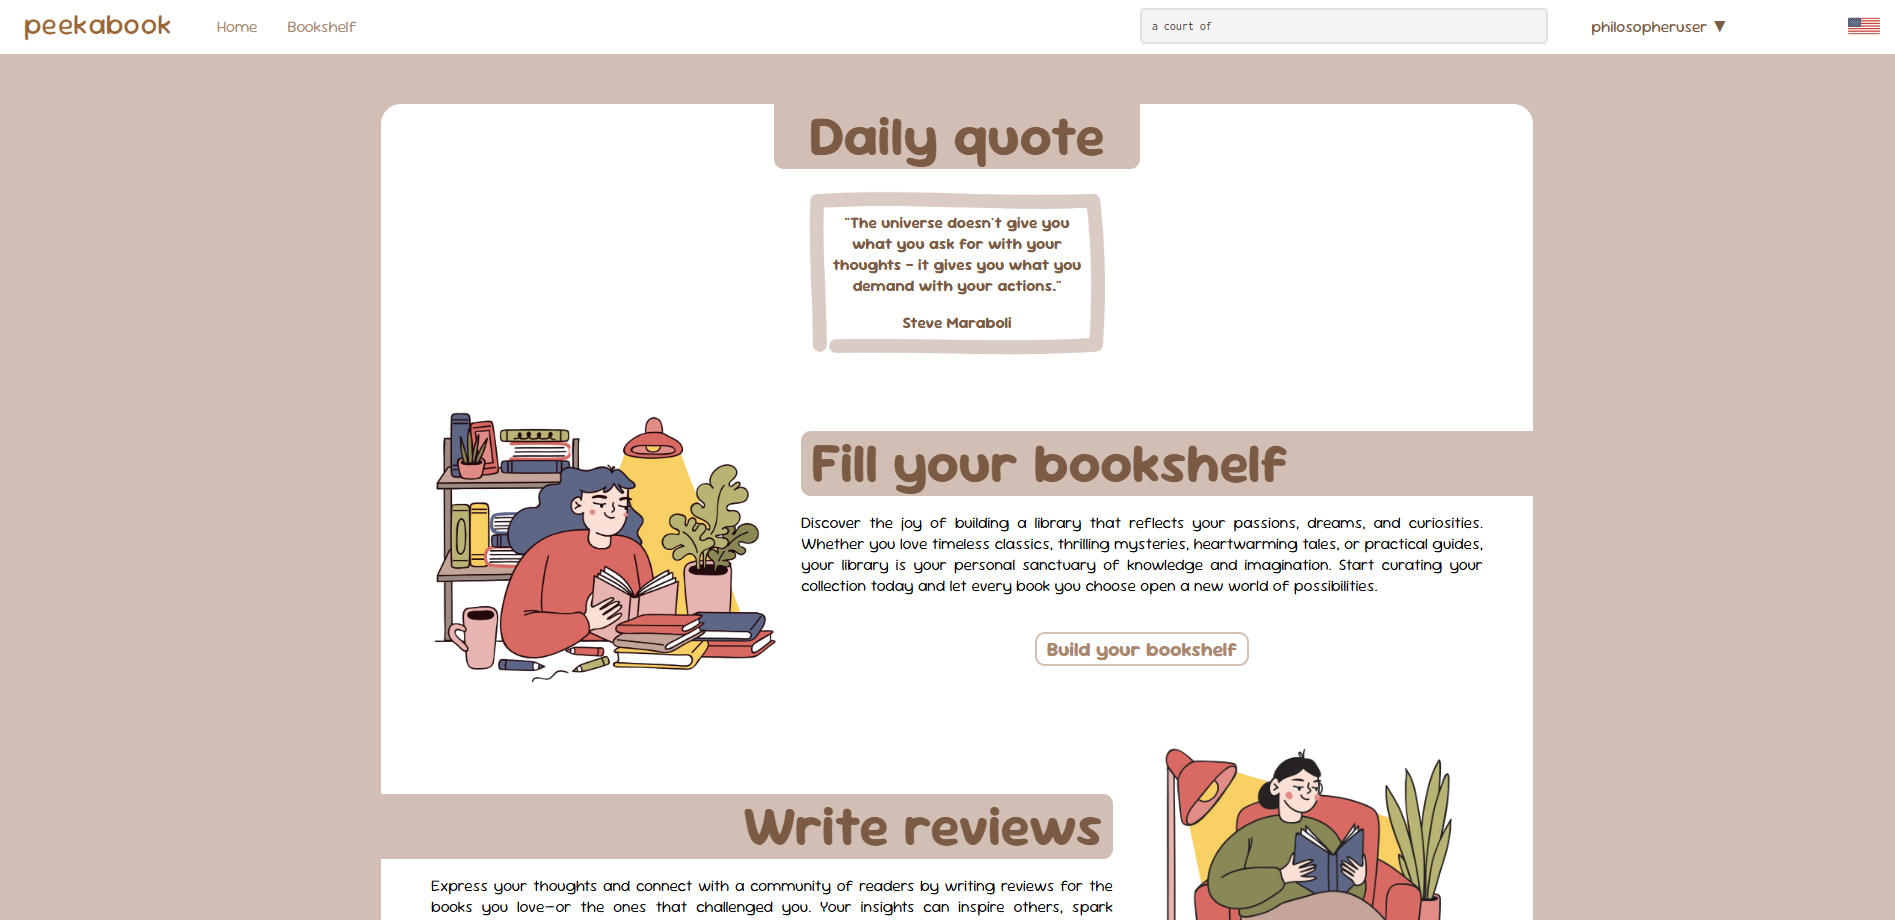 peekabook Home Bookshelf a court of philosopheruser ▼
Daily quote
"The universe doesn't give you
what you ask for with your
thoughts - it gives you what you
demand with your actions."
Steve Maraboli
Fill your bookshelf
Discover the joy of building a library that reflects your passions, dreams, and curiosities.
Whether you love timeless classics, thrilling mysteries, heartwarming tales, or practical guides,
your library is your personal sanctuary of knowledge and imagination. Start curating your
collection today and let every book you choose open a new world of possibilities.
Build your bookshelf
Write reviews
Express your thoughts and connect with a community of readers by writing reviews for the
books you love—or the ones that challenged you. Your insights can inspire others, spark